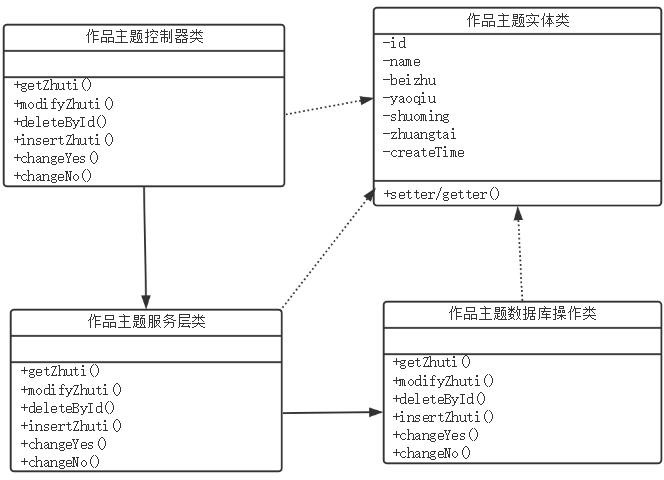 作品主题控制器类
+getZhuti()
+modifyZhuti()
+deleteById()
+insertZhuti()
+changeYes()
+changeNo()
作品主题实体类
-id
-name
-beizhu
-yaoqiu
-shuoming
-zhuangtai
-createTime
+setter/getter()
作品主题服务层类
+getZhuti()
+modifyZhuti()
+deleteById()
+insertZhuti()
+changeYes()
+changeNo()
作品主题数据库操作类
+getZhuti()
+modifyZhuti()
+deleteById()
+insertZhuti()
+changeYes()
+changeNo()